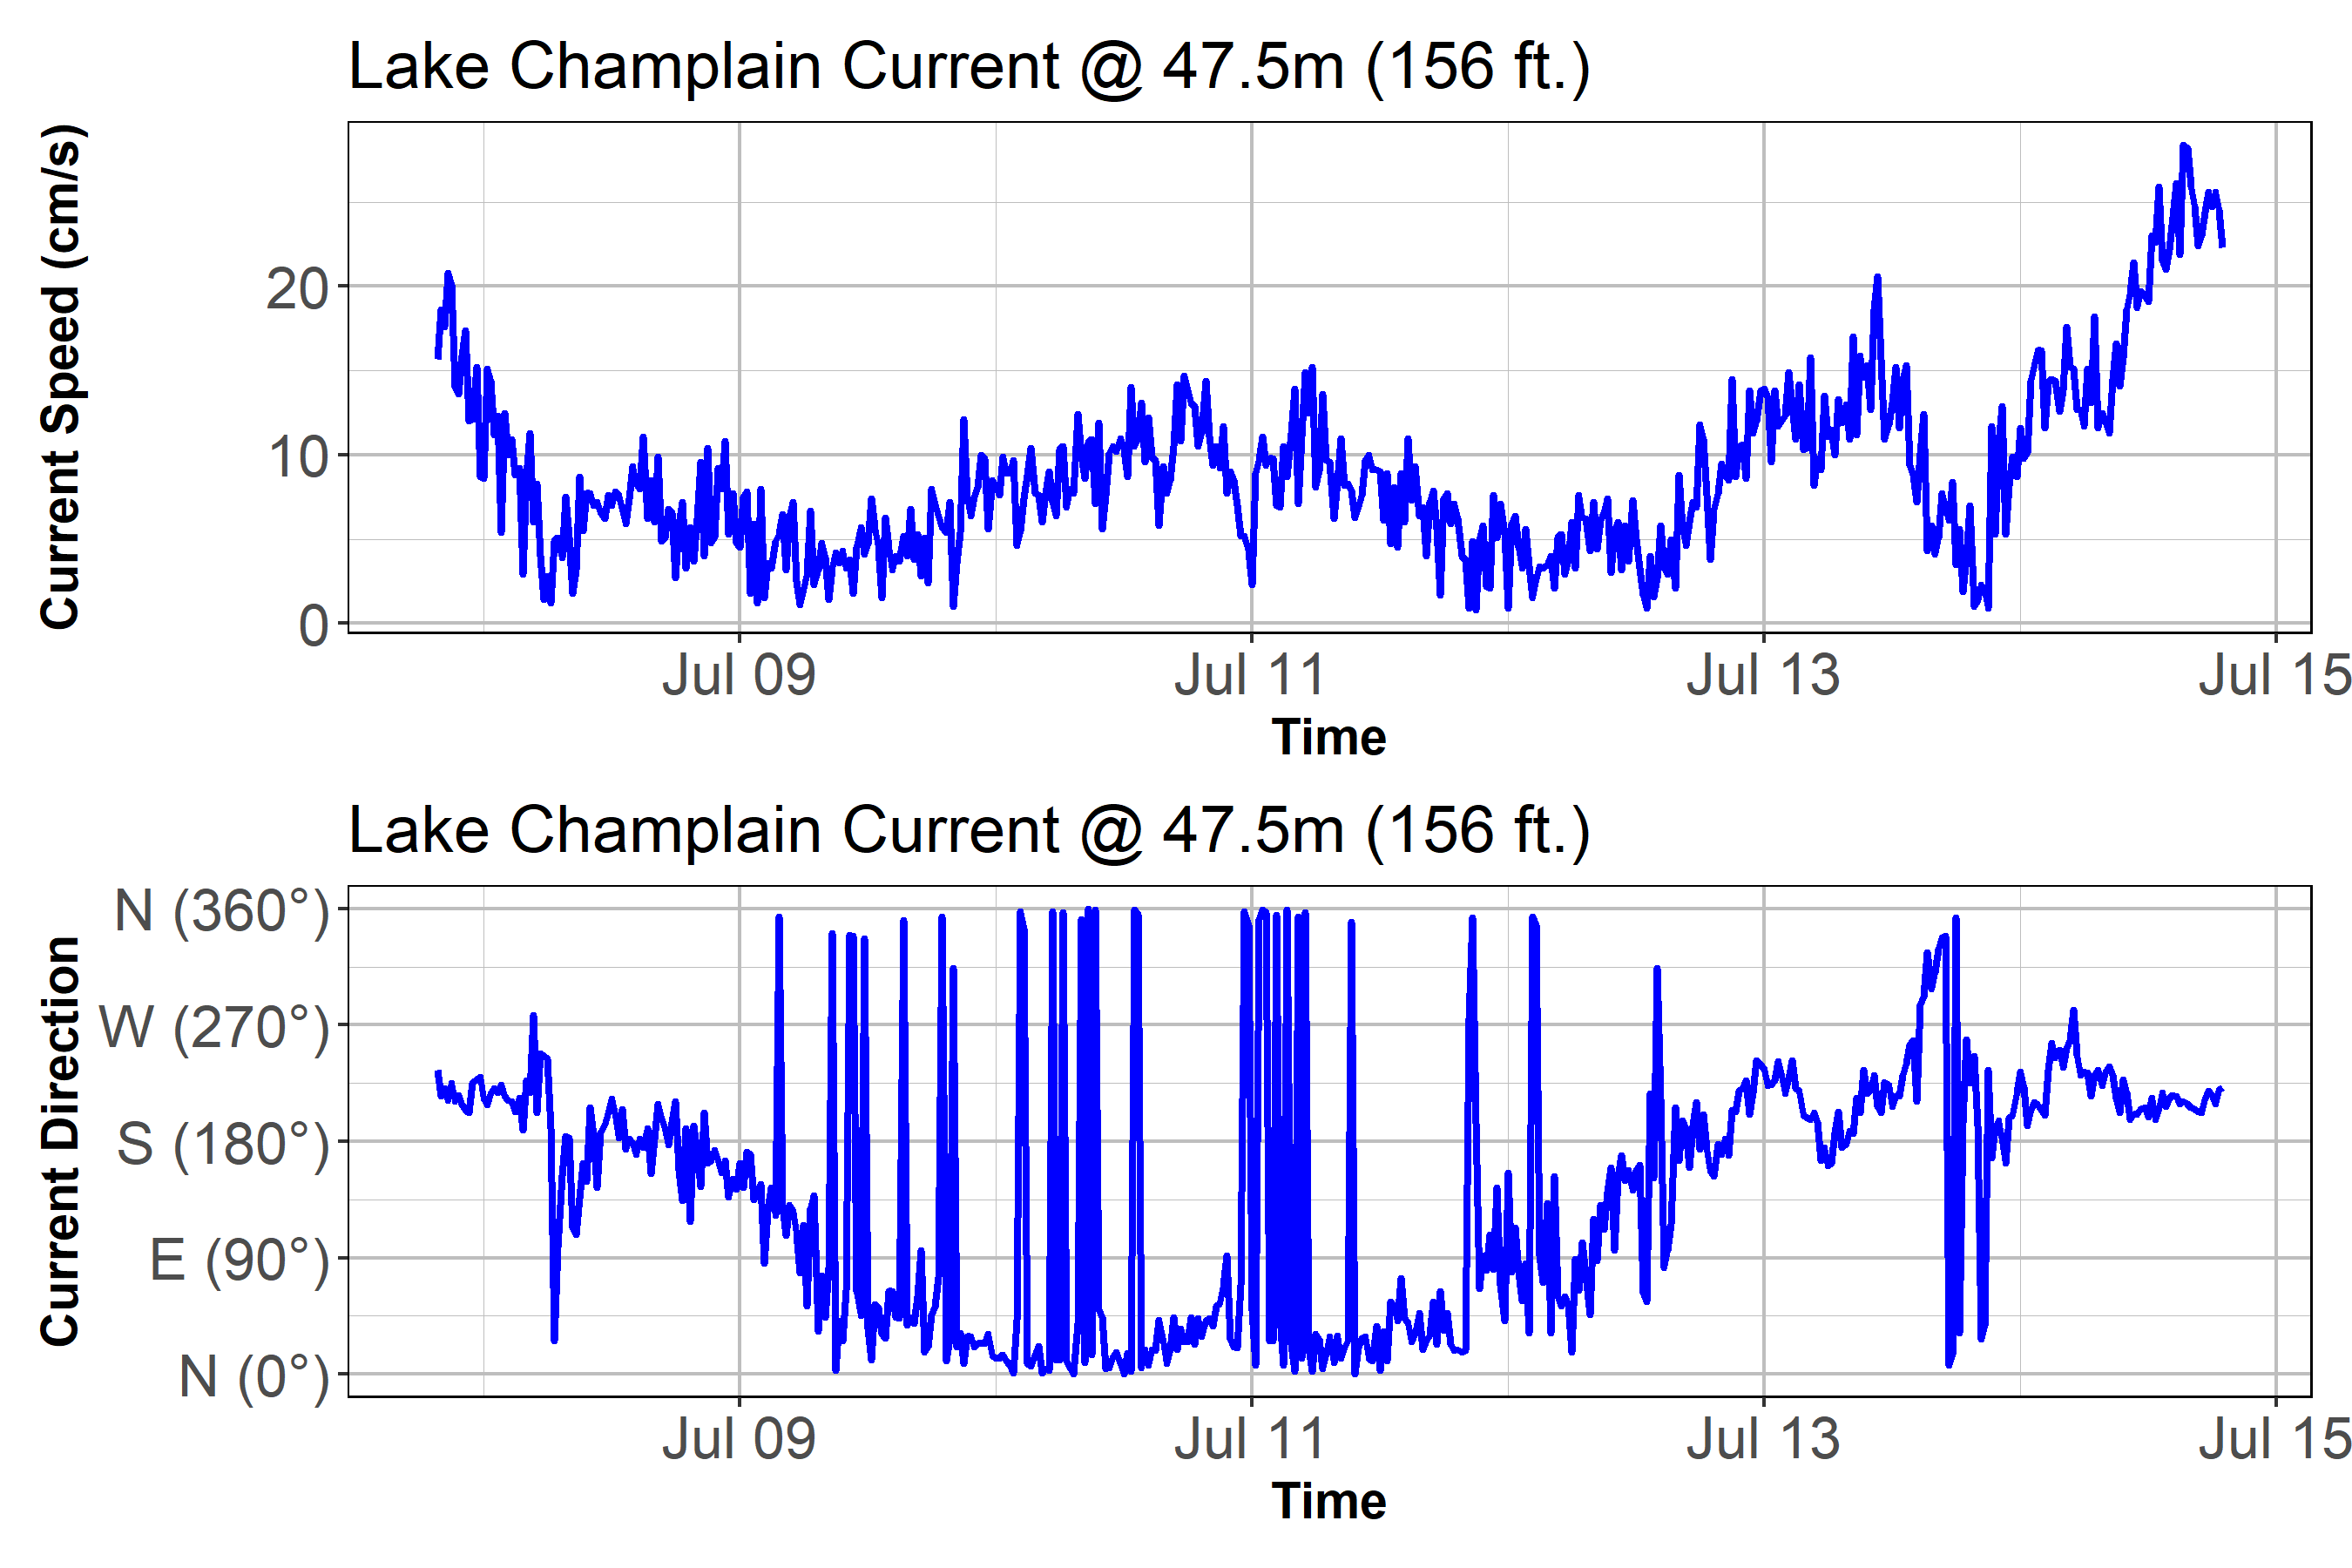 Lake Champlain Current @ 47.5m (156 ft.)
Current Speed (cm/s)
20
10
0
Jul 09 Jul 11 Jul 13 Jul 15
Time
Lake Champlain Current @ 47.5m (156 ft.)
Current Direction
N (360°)
W (270°)
S (180°)
E (90°)
N (0°)
Jul 09 Jul 11 Jul 13 Jul 15
Time